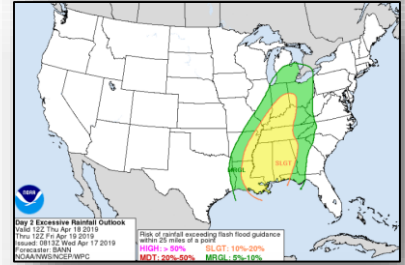 MRGL
SLGT
NOAA
Day 2 Excessive Rainfall Outlook
Valid 12Z Thu Apr 18 2019
Thru 12Z Fri Apr 19 2019
Issued: 0813Z Wed Apr 17 2019
Forecaster: BANN
NOAA/NWS/NCEP/WPC
Risk of rainfall exceeding flash flood guidance
within 25 miles of a point
HIGH: > 50% SLGT: 10%-20%
MDT: 20%-50% MRGL: 5%-10%